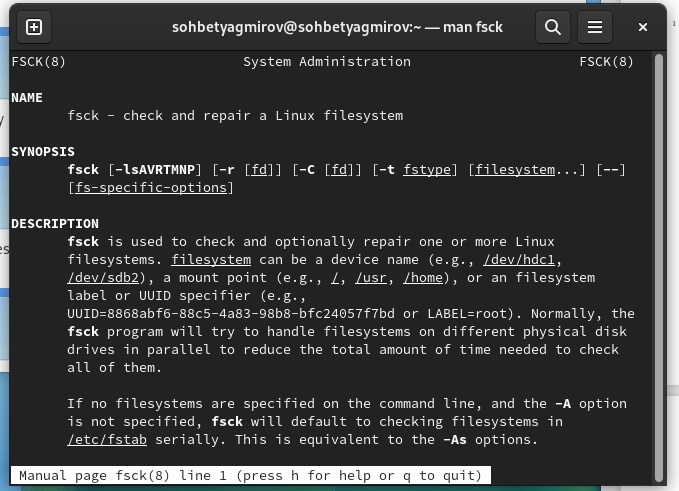 sohbetyagmirov@sohbetyagmirov:~ — man fsck
FSCK(8) System Administration FSCK(8)
NAME
fsck - check and repair a Linux filesystem
SYNOPSIS
fsck [-lsAVRTMNP] [-r [fd]] [-C [fd]] [-t fstype] [filesystem...] [--]
[fs-specific-options]
DESCRIPTION
fsck is used to check and optionally repair one or more Linux
filesystems. filesystem can be a device name (e.g., /dev/hdc1,
/dev/sdb2), a mount point (e.g., /, /usr, /home), or an filesystem
label or UUID specifier (e.g.,
UUID=8868abf6-88c5-4a83-98b8-bfc24057f7bd or LABEL=root). Normally, the
fsck program will try to handle filesystems on different physical disk
drives in parallel to reduce the total amount of time needed to check
all of them.
If no filesystems are specified on the command line, and the -A option
is not specified, fsck will default to checking filesystems in
/etc/fstab serially. This is equivalent to the -As options.
Manual page fsck(8) line 1 (press h for help or q to quit)